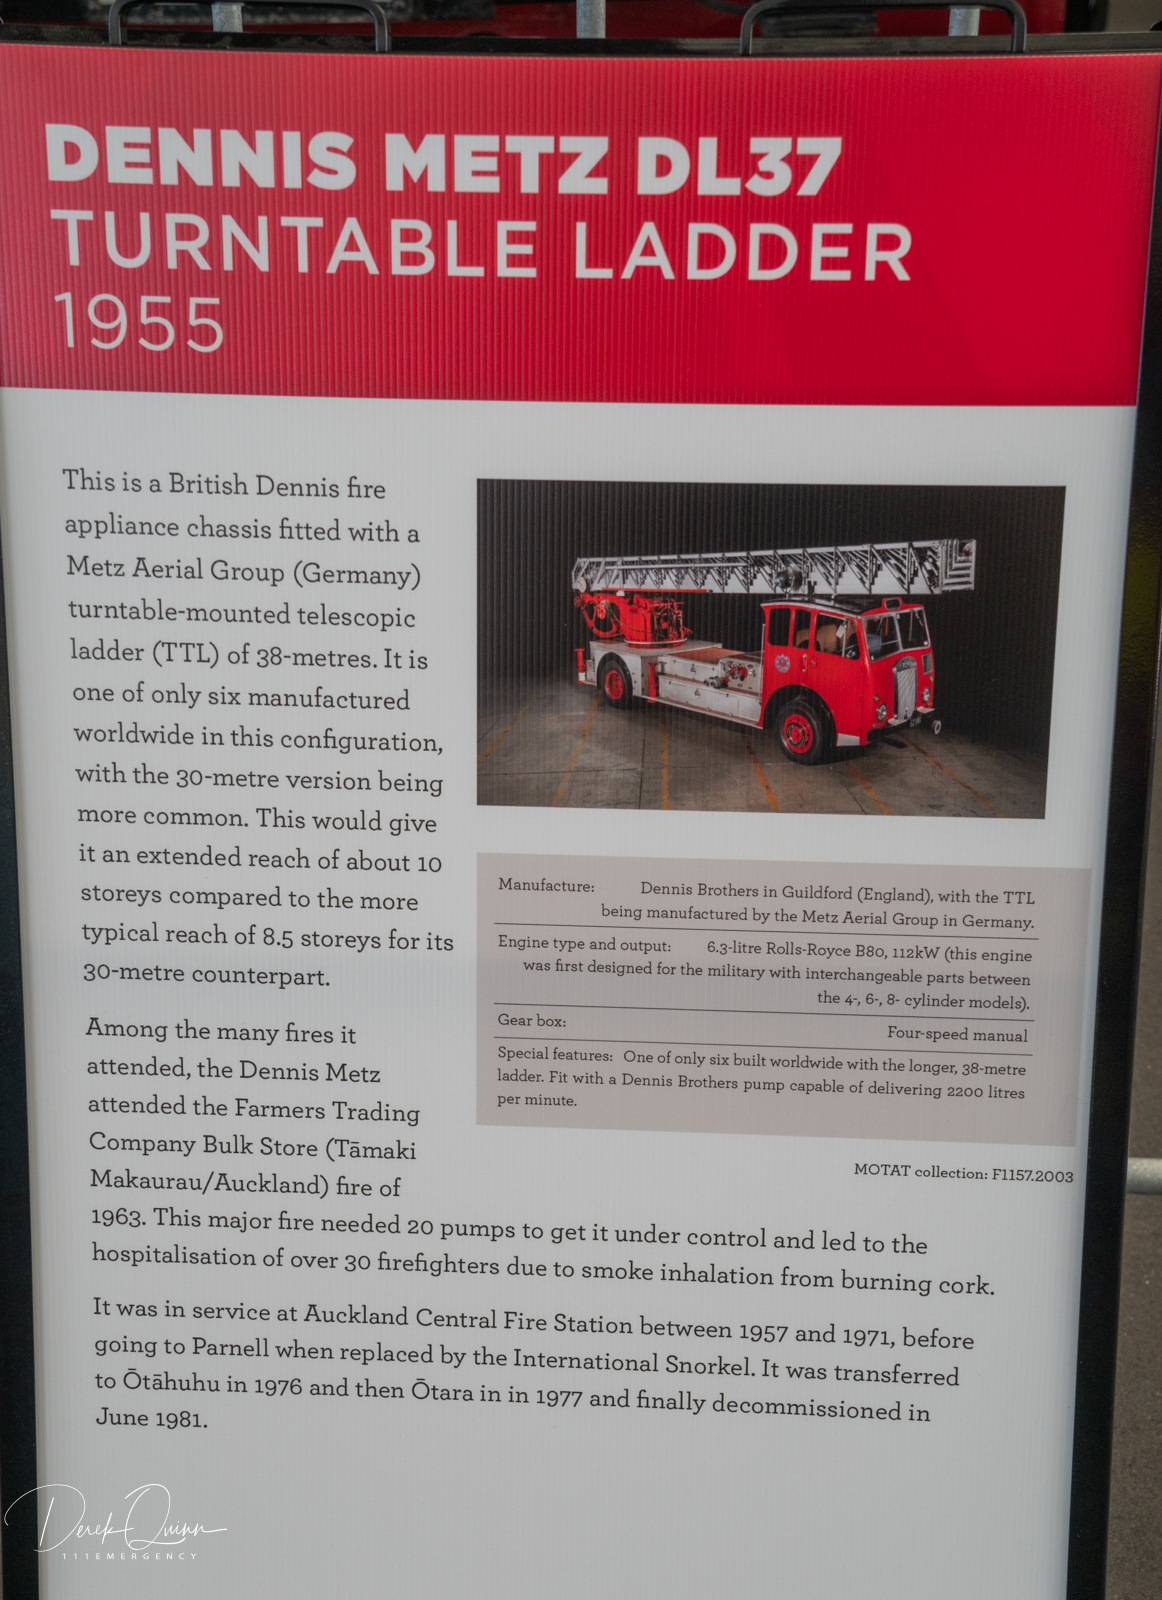 DENNIS METZ DL37
TURNTABLE LADDER
1955
This is a British Dennis fire
appliance chassis fitted with a
Metz Aerial Group (Germany)
turntable-mounted telescopic
ladder (TTL) of 38-metres. It is
one of only six manufactured
worldwide in this configuration,
with the 30-metre version being
more common. This would give
it an extended reach of about 10
storeys compared to the more
typical reach of 8.5 storeys for its
30-metre counterpart.
Among the many fires it
attended, the Dennis Metz
attended the Farmers Trading
Company Bulk Store (Tāmaki
Makaurau/Auckland) fire of
1963. This major fire needed 20 pumps to get it under control and led to the
hospitalisation of over 30 firefighters due to smoke inhalation from burning cork.
It was in service at Auckland Central Fire Station between 1957 and 1971, before
going to Parnell when replaced by the International Snorkel. It was transferred
to Ōtāhuhu in 1976 and then Ōtara in in 1977 and finally decommissioned in
June 1981.
Manufacture: Dennis Brothers in Guildford (England), with the TTL
being manufactured by the Metz Aerial Group in Germany.
Engine type and output: 6.3-litre Rolls-Royce B80, 112kW (this engine
was first designed for the military with interchangeable parts between
the 4-, 6-, 8- cylinder models).
Gear box: Four-speed manual
Special features: One of only six built worldwide with the longer, 38-metre
ladder. Fit with a Dennis Brothers pump capable of delivering 2200 litres
per minute.
MOTAT collection: F1157.2003
Derek Quinn
111EMERGENCY